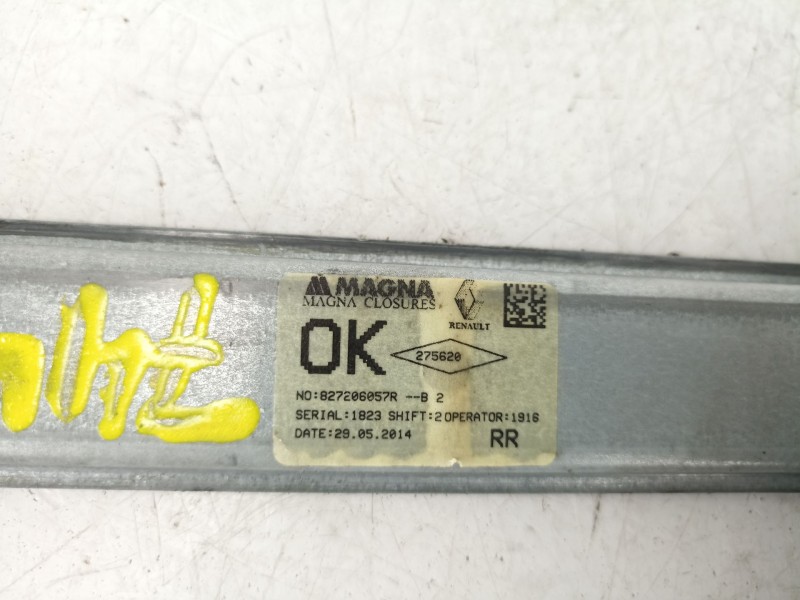 MAGNA
MAGNA CLOSURES
RENAULT
OK
275620
NO:827206057R --B 2
SERIAL:1823 SHIFT:2 OPERATOR:1916
DATE:29.05.2014
RR